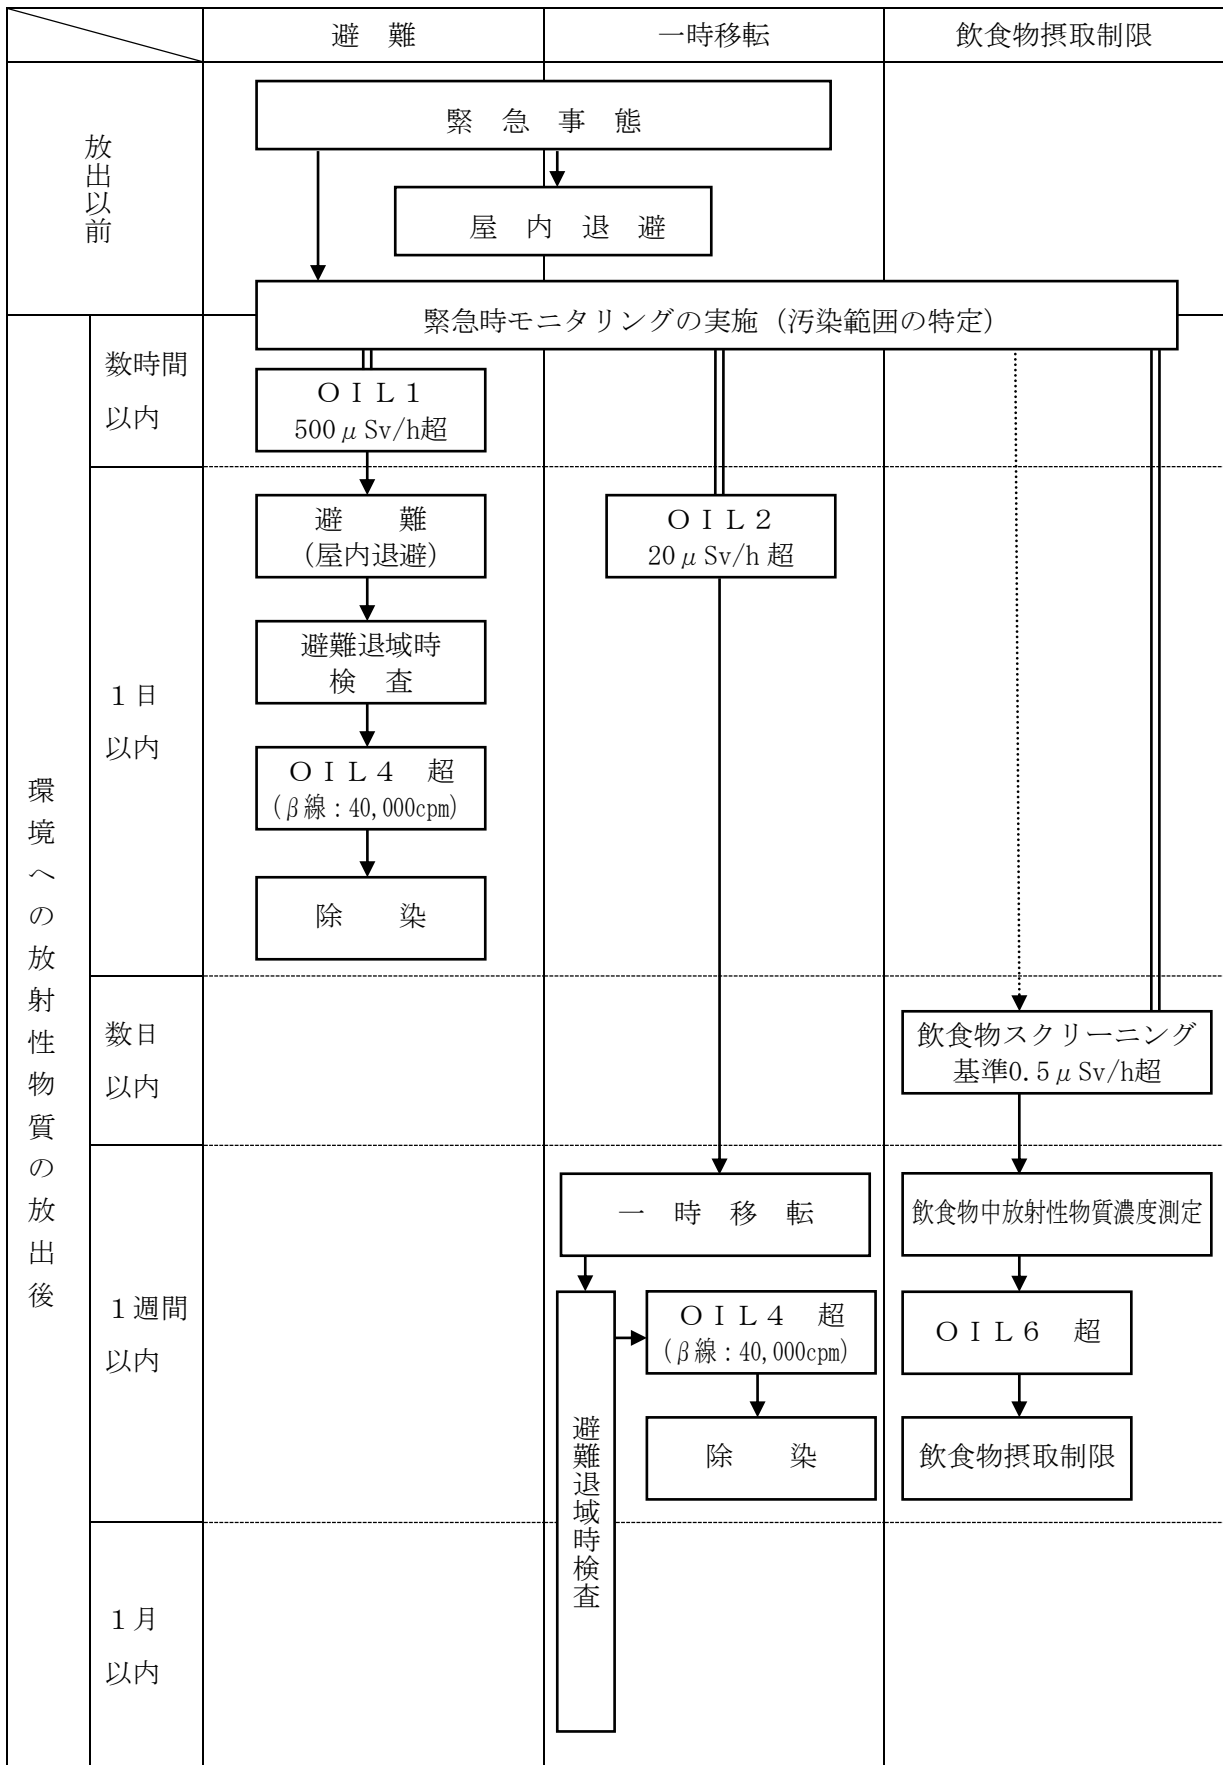 避　難
一時移転
飲食物摂取制限
放出以前
緊　急　事　態
屋　内　退　避
緊急時モニタリングの実施（汚染範囲の特定）
環境への放射性物質の放出後
数時間
以内
ＯＩＬ１
500μSv/h超
１日
以内
避　　難
（屋内退避）
ＯＩＬ２
20μSv/h 超
避難退域時
検　査
ＯＩＬ４　超
（β線：40,000cpm）
除　　染
数日
以内
飲食物スクリーニング
基準0.5μSv/h超
１週間
以内
一　時　移　転
飲食物中放射性物質濃度測定
避難退域時検査
ＯＩＬ４　超
（β線：40,000cpm）
ＯＩＬ６　超
除　　染
飲食物摂取制限
１月
以内